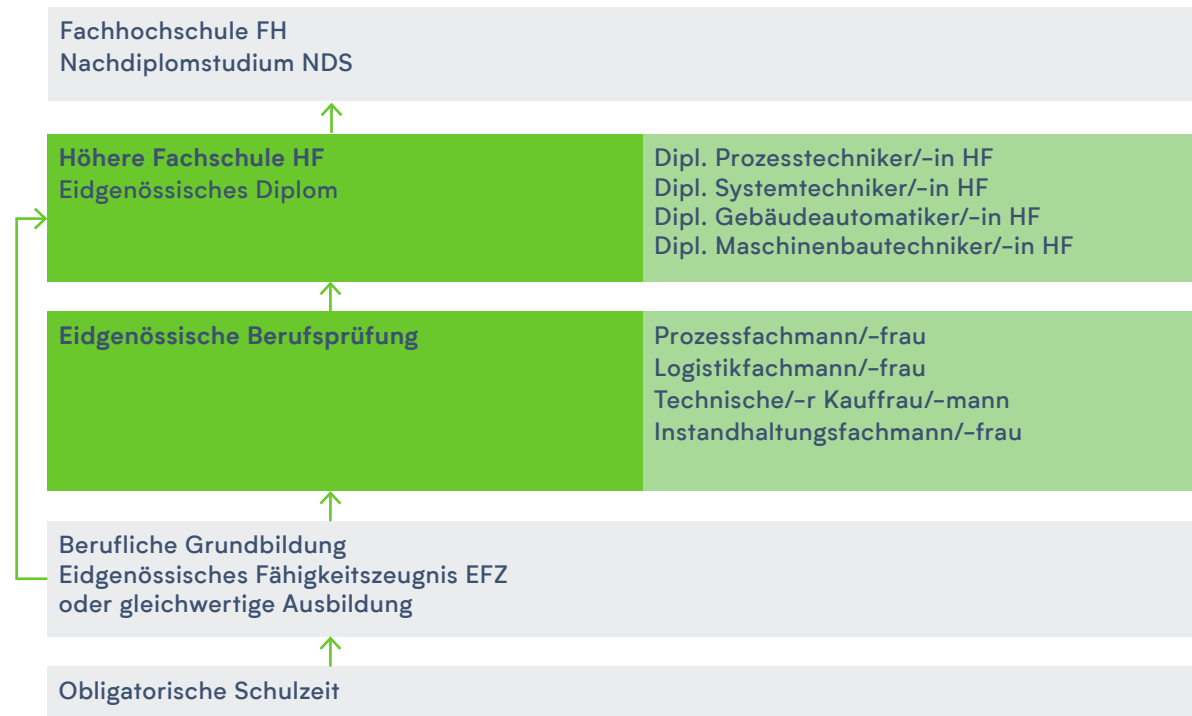 Fachhochschule FH
Nachdiplomstudium NDS
Höhere Fachschule HF
Eidgenössisches Diplom
Dipl. Prozesstechniker/-in HF
Dipl. Systemtechniker/-in HF
Dipl. Gebäudeautomatiker/-in HF
Dipl. Maschinenbautechniker/-in HF
Eidgenössische Berufsprüfung
Prozessfachmann/-frau
Logistikfachmann/-frau
Technische/-r Kauffrau/-mann
Instandhaltungsfachmann/-frau
Berufliche Grundbildung
Eidgenössisches Fähigkeitszeugnis EFZ
oder gleichwertige Ausbildung
Obligatorische Schulzeit